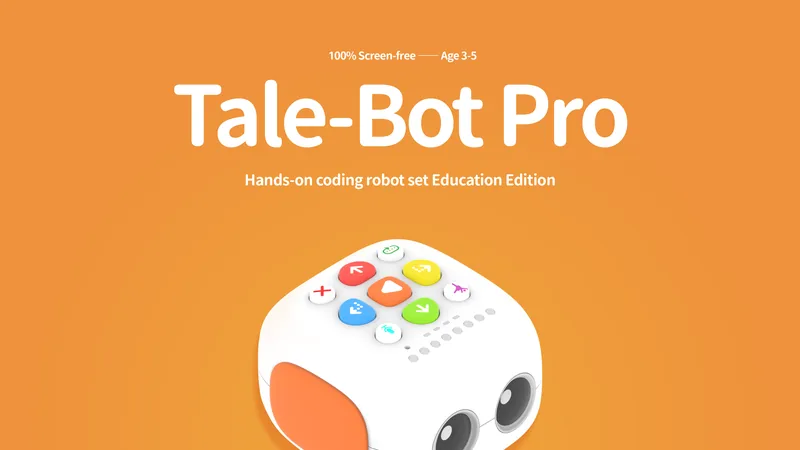 100% Screen-free —— Age 3-5
Tale-Bot Pro
Hands-on coding robot set Education Edition